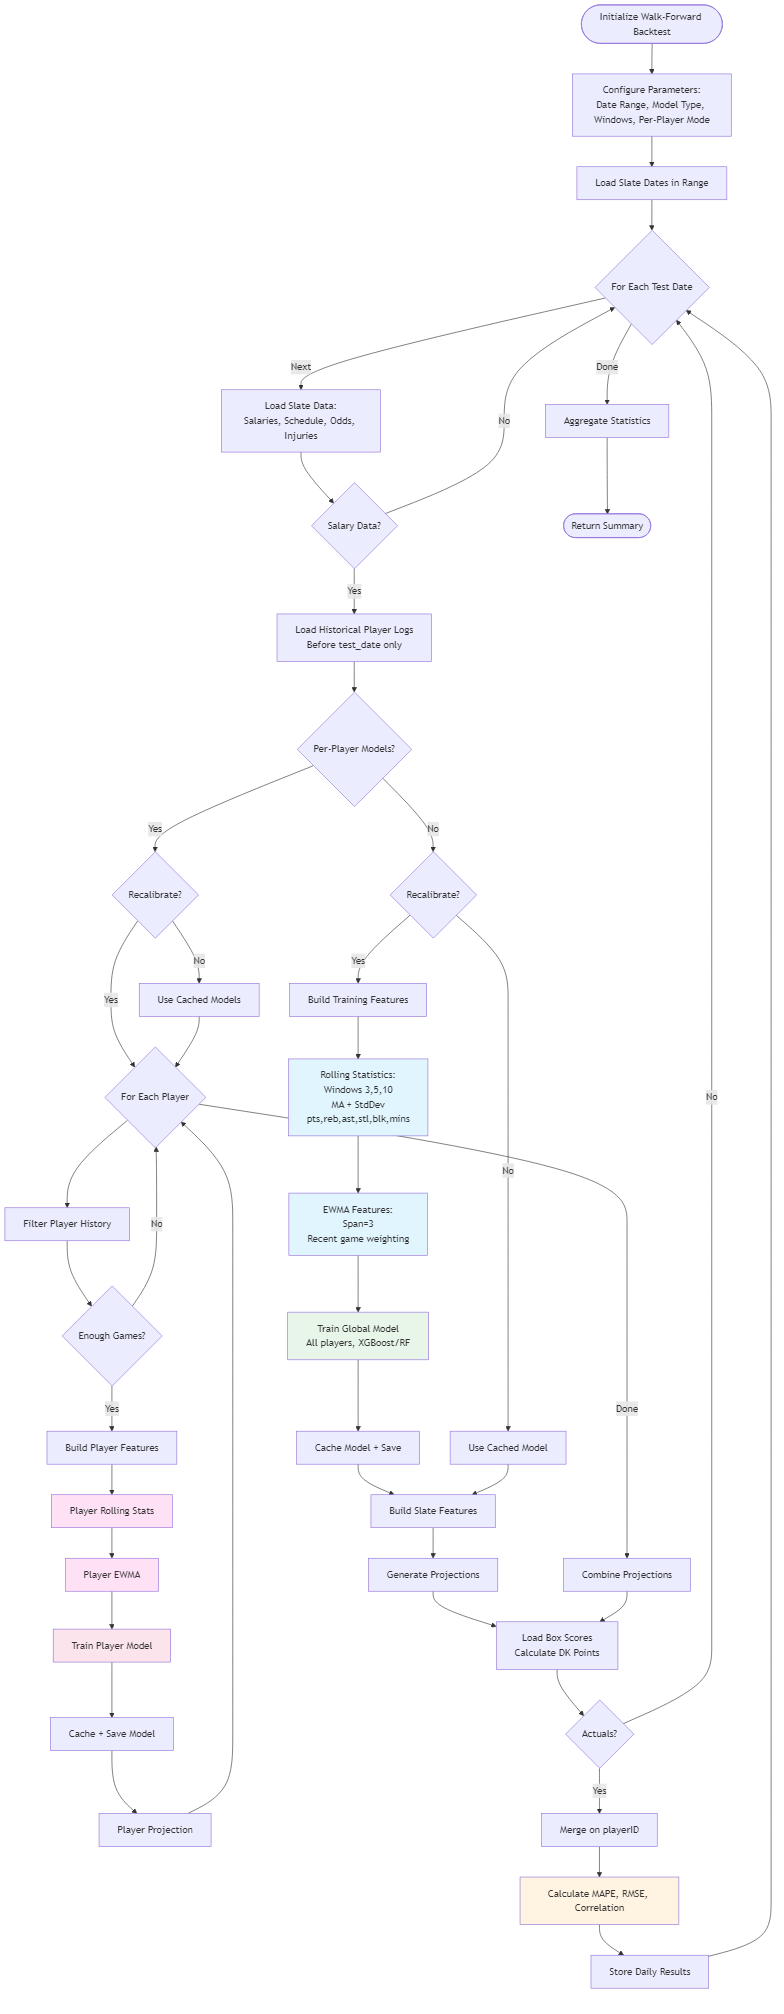 Initialize Walk-Forward
Backtest
Configure Parameters:
Date Range, Model Type,
Windows, Per-Player Mode
Load Slate Dates in Range
For Each Test Date
Next
Done
Load Slate Data:
Salaries, Schedule, Odds,
Injuries
No
Aggregate Statistics
Salary Data?
Return Summary
Yes
Load Historical Player Logs
Before test_date only
Per-Player Models?
Yes
No
Recalibrate?
Recalibrate?
No
Yes
Yes
Use Cached Models
Build Training Features
For Each Player
Rolling Statistics:
Windows 3,5,10
MA + StdDev
pts,reb,ast,stl,blk,mins
No
No
Filter Player History
No
EWMA Features:
Span=3
Recent game weighting
Enough Games?
Train Global Model
All players, XGBoost/RF
Yes
Done
Build Player Features
Cache Model + Save
Use Cached Model
Player Rolling Stats
Build Slate Features
Player EWMA
Generate Projections
Combine Projections
Train Player Model
Load Box Scores
Calculate DK Points
Cache + Save Model
Actuals?
Yes
Player Projection
Merge on playerID
Calculate MAPE, RMSE,
Correlation
Store Daily Results